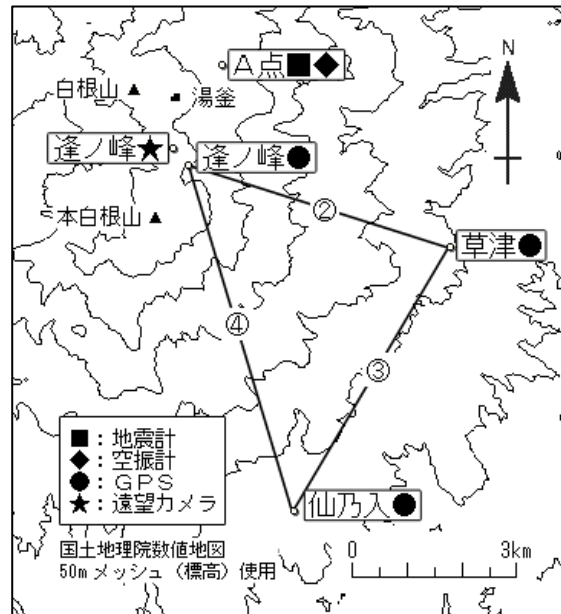 A点■◆
N
白根山▲
湯釜
逢ノ峰★
逢ノ峰●
②
本白根山▲
草津●
④
③
■：地震計
◆：空振計
●：GPS
★：遠望カメラ
仙乃入●
国土地理院数値地図
50mメッシュ（標高）使用
0 3km